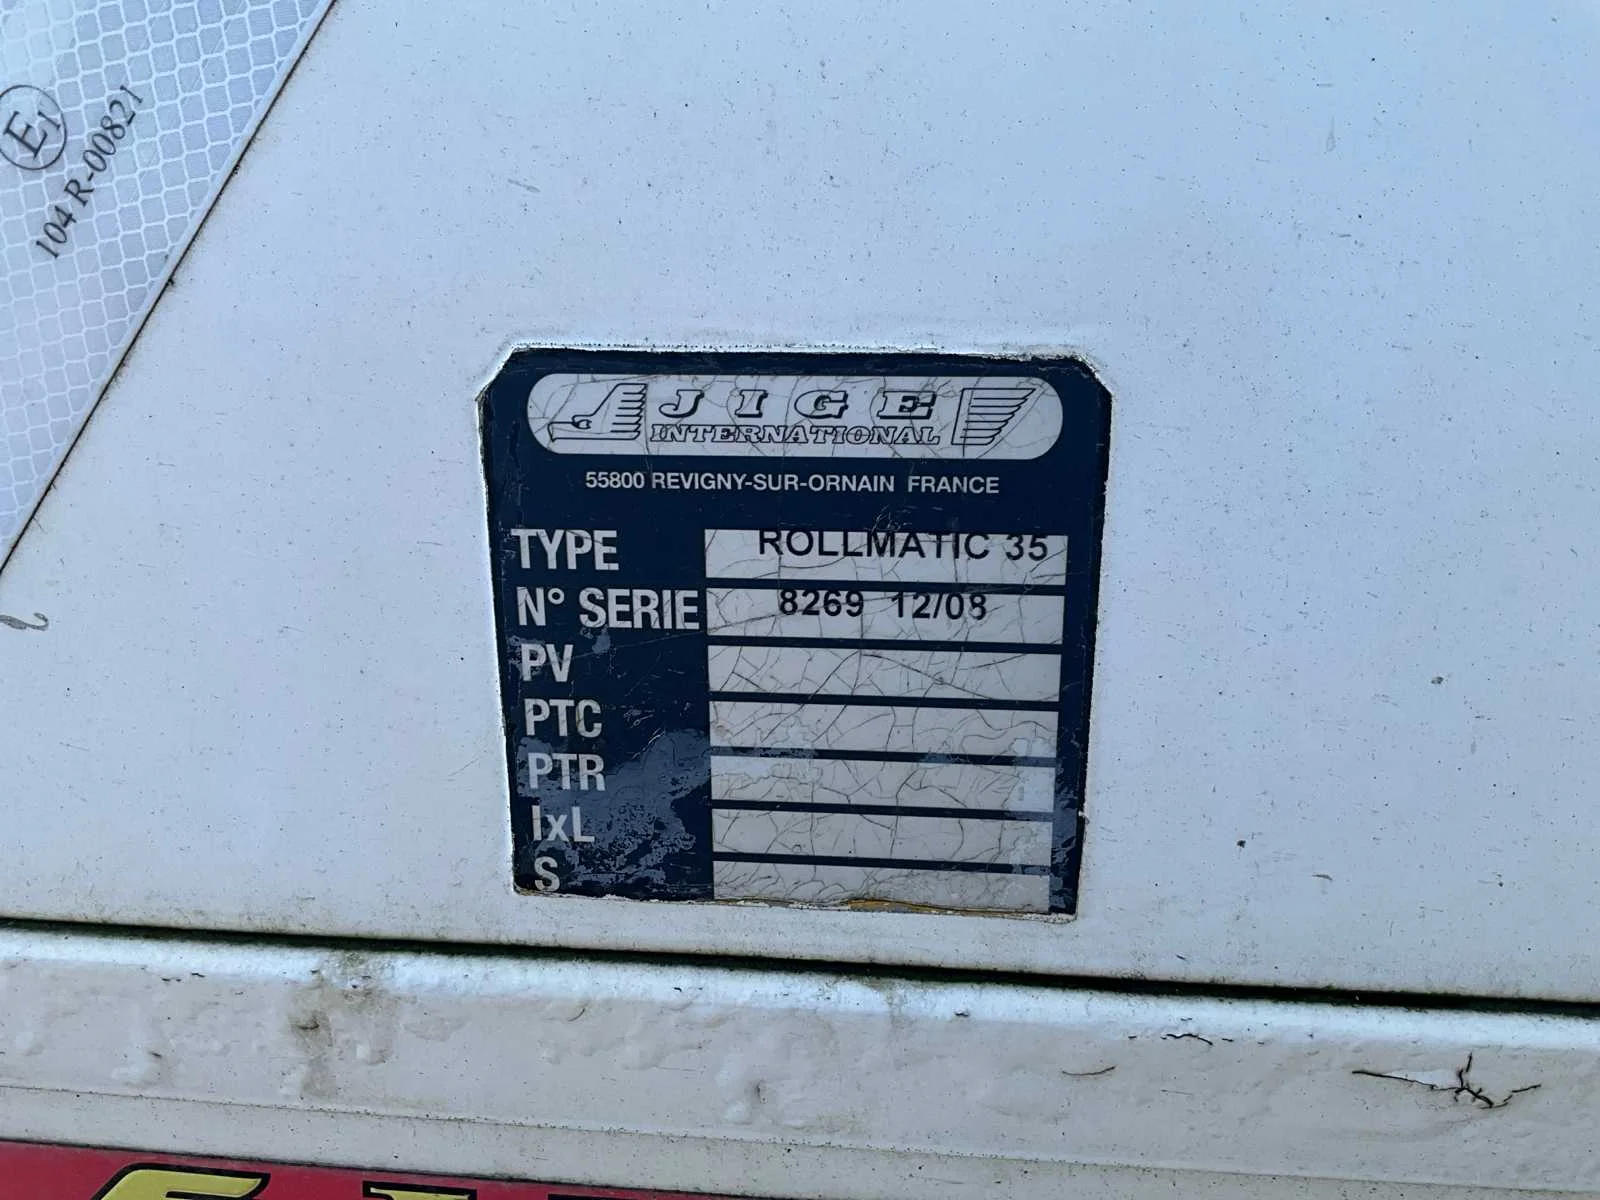 E1
104 R-00821
JIGE
INTERNATIONAL
55800 REVIGNY-SUR-ORNAIN FRANCE
TYPE ROLLMATIC 35
N° SERIE 8269 12/08
PV
PTC
PTR
IxL
S